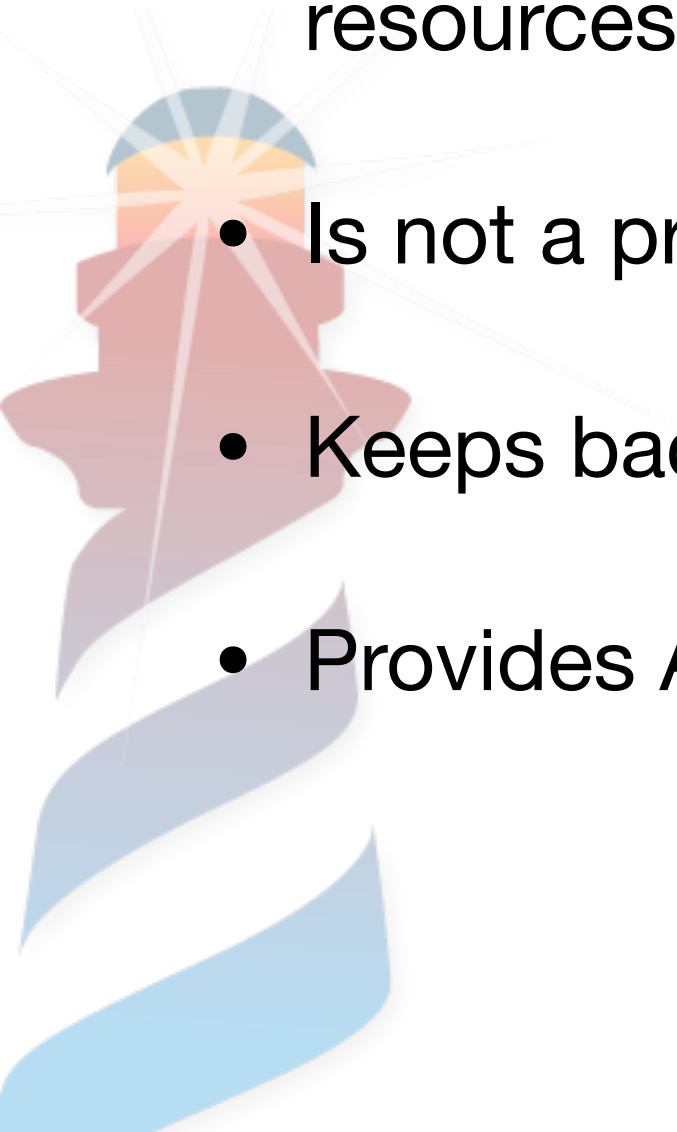 resources
• Is not a pr
• Keeps bac
• Provides A